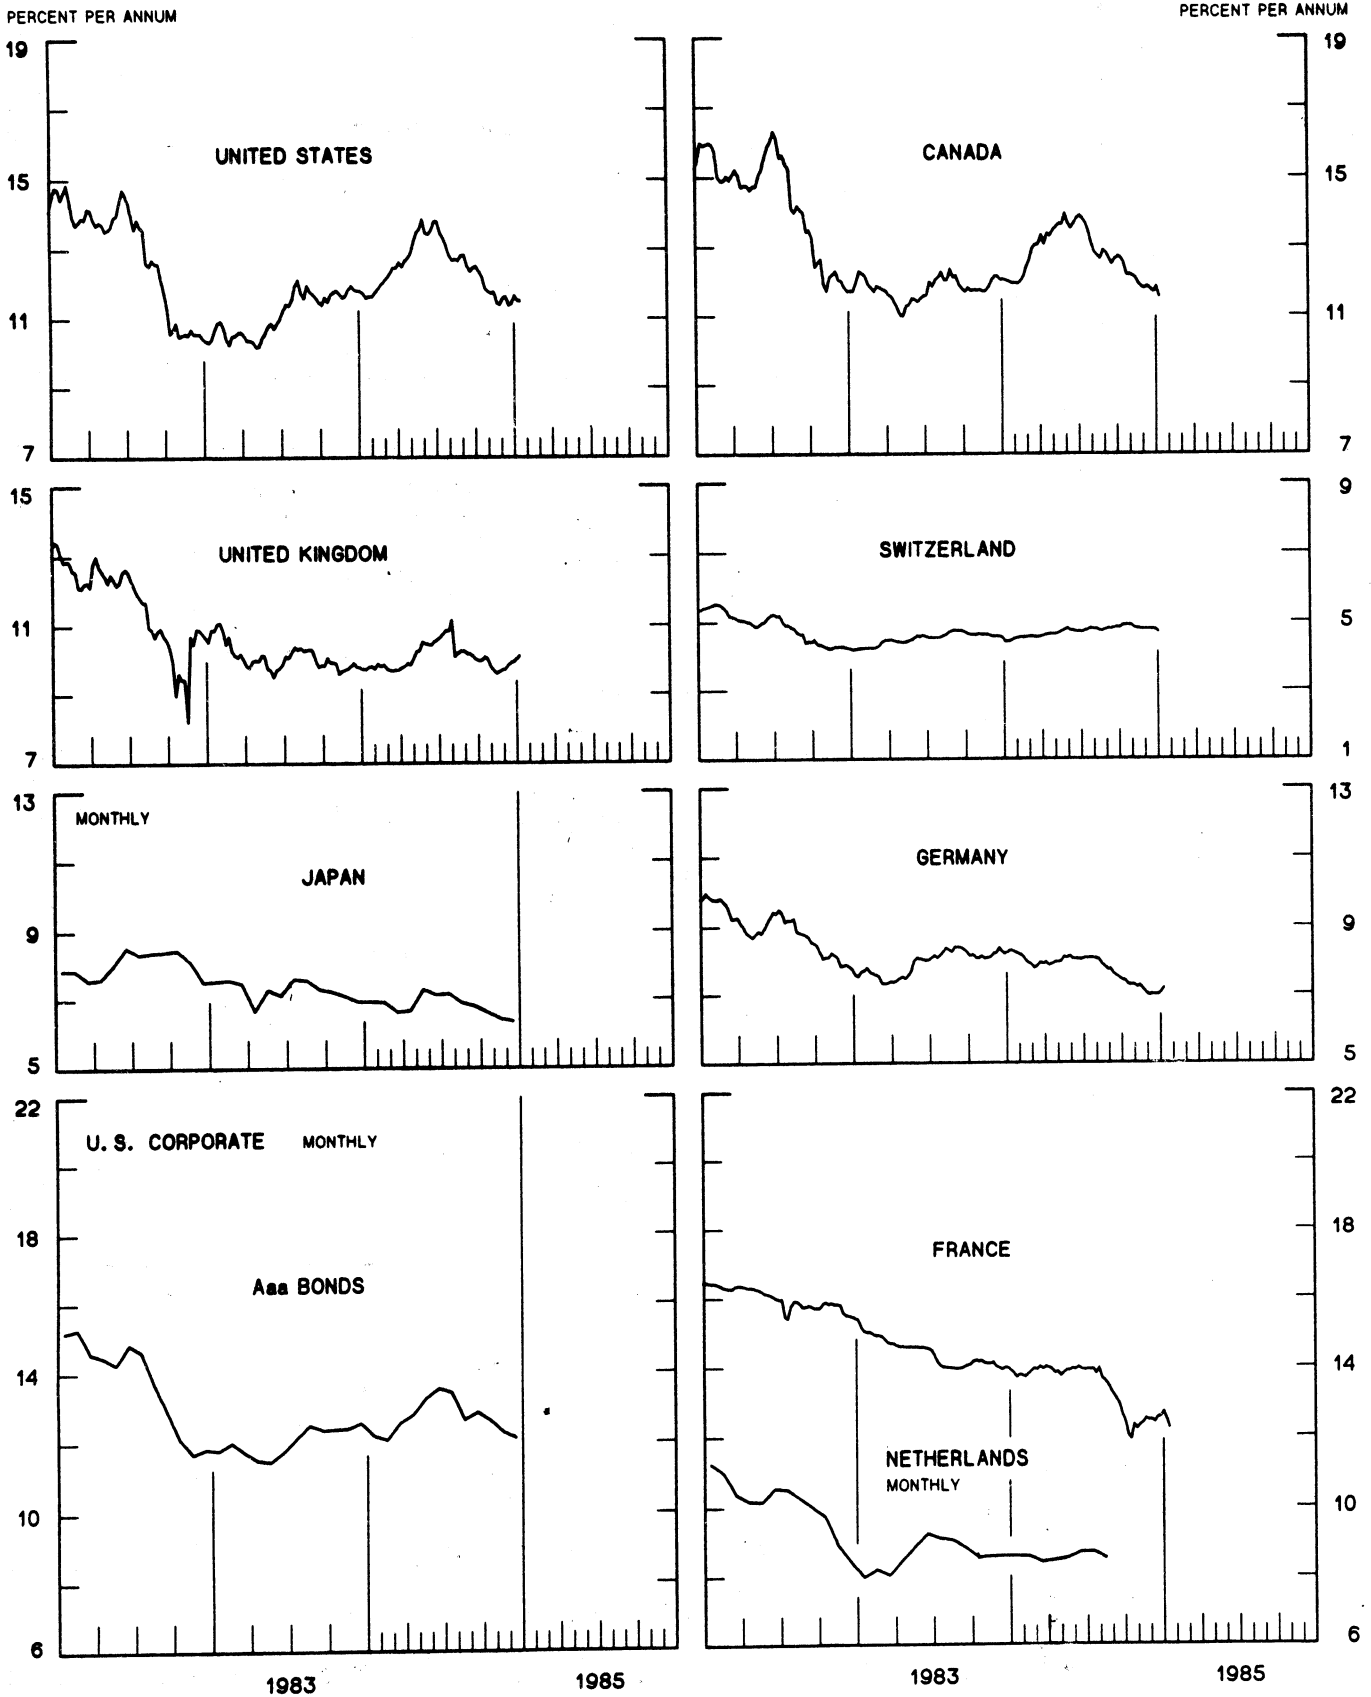 PERCENT PER ANNUM
PERCENT PER ANNUM
19
15
11
7
UNITED STATES
CANADA
19
15
11
7
15
11
7
UNITED KINGDOM
SWITZERLAND
9
5
1
13
9
5
MONTHLY
JAPAN
GERMANY
13
9
5
22
18
14
10
6
U. S. CORPORATE MONTHLY
Aaa BONDS
FRANCE
NETHERLANDS
MONTHLY
22
18
14
10
6
1983
1985
1983
1985